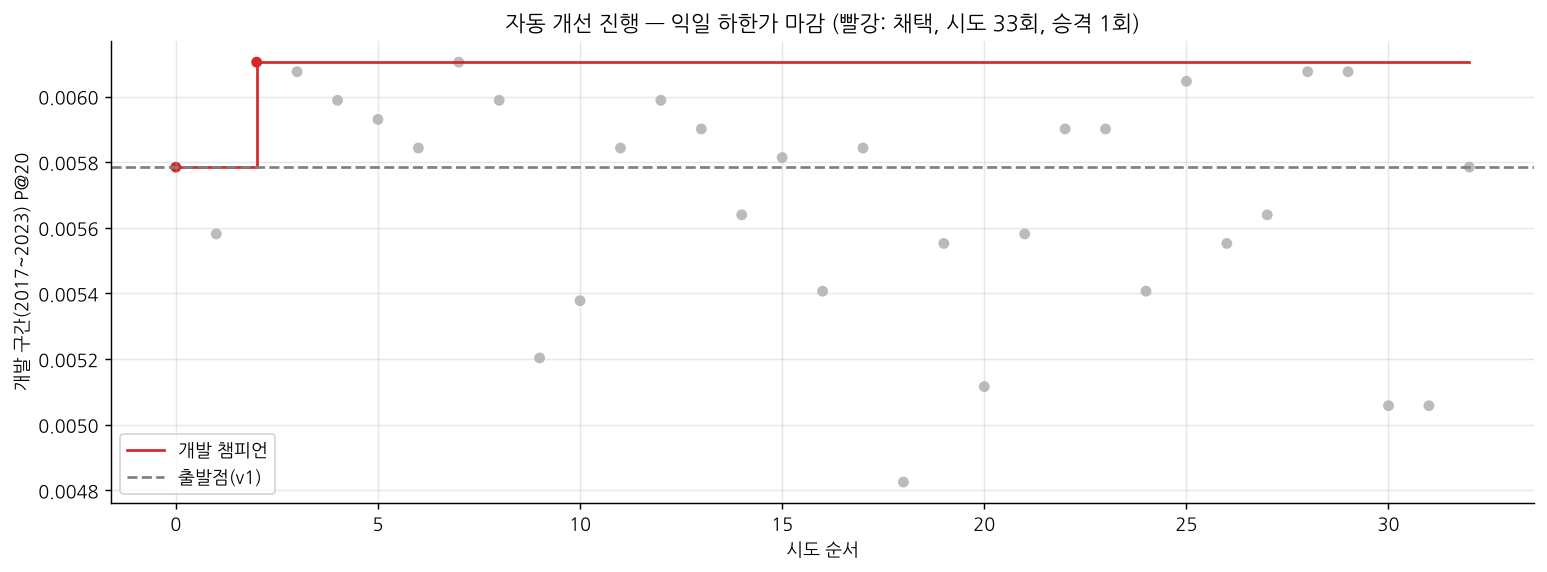 자동 개선 진행 — 익일 하한가 마감 (빨강: 채택, 시도 33회, 승격 1회)
개발 구간(2017~2023) P@20
0.0060
0.0058
0.0056
0.0054
0.0052
0.0050
0.0048
개발 챔피언
출발점(v1)
0 5 10 15 20 25 30
시도 순서